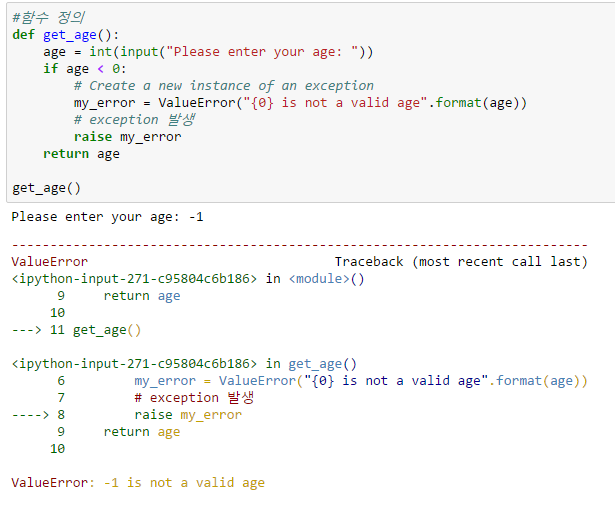 #함수 정의
def get_age():
    age = int(input("Please enter your age: "))
    if age < 0:
        # Create a new instance of an exception
        my_error = ValueError("{0} is not a valid age".format(age))
        # exception 발생
        raise my_error
    return age
get_age()
Please enter your age: -1
---------------------------------------------------------------------------
ValueError                                Traceback (most recent call last)
<ipython-input-271-c95804c6b186> in <module>()
      9     return age
     10
---> 11 get_age()
<ipython-input-271-c95804c6b186> in get_age()
      6         my_error = ValueError("{0} is not a valid age".format(age))
      7         # exception 발생
----> 8         raise my_error
      9     return age
     10
ValueError: -1 is not a valid age